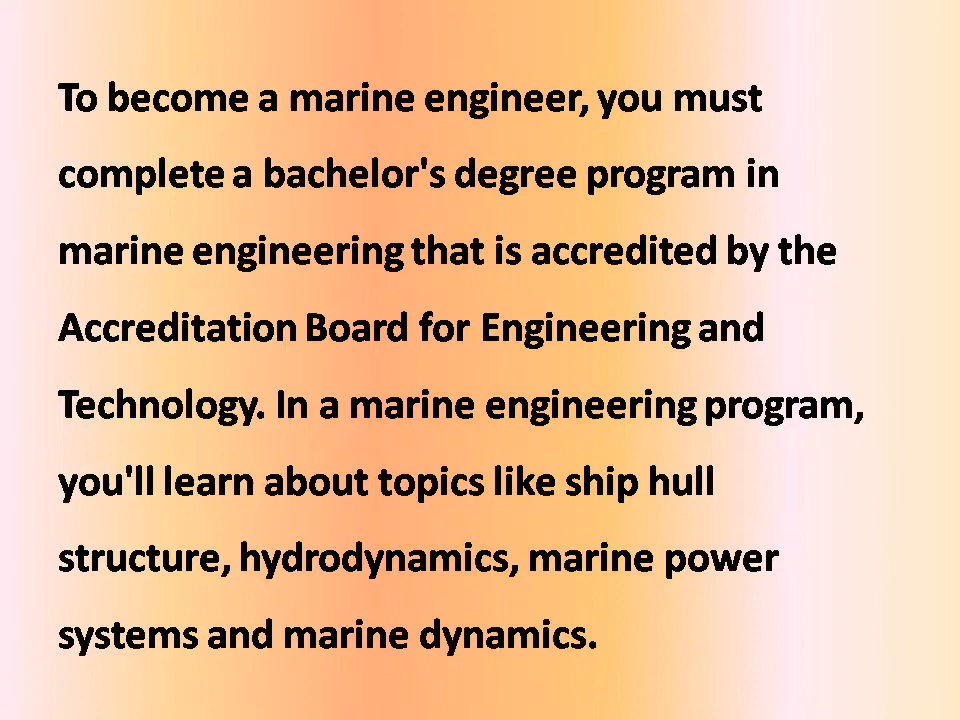 To become a marine engineer, you must
complete a bachelor's degree program in
marine engineering that is accredited by the
Accreditation Board for Engineering and
Technology. In a marine engineering program,
you'll learn about topics like ship hull
structure, hydrodynamics, marine power
systems and marine dynamics.